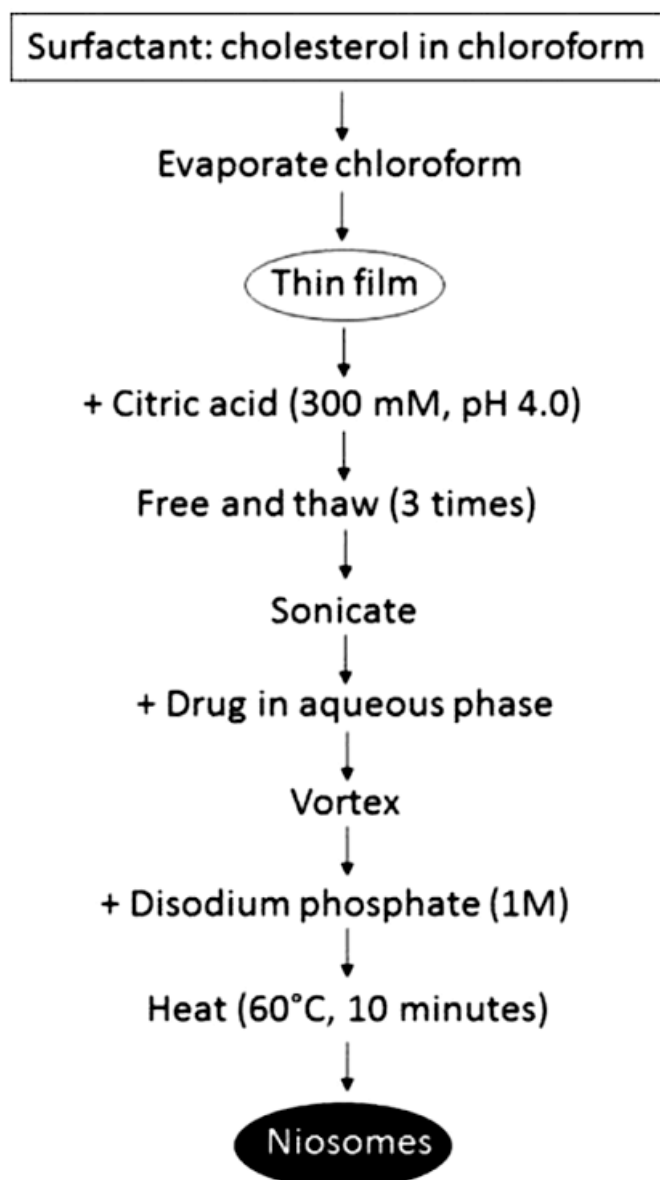 Surfactant: cholesterol in chloroform
Evaporate chloroform
Thin film
+ Citric acid (300 mM, pH 4.0)
Free and thaw (3 times)
Sonicate
+ Drug in aqueous phase
Vortex
+ Disodium phosphate (1M)
Heat (60°C, 10 minutes)
Niosomes